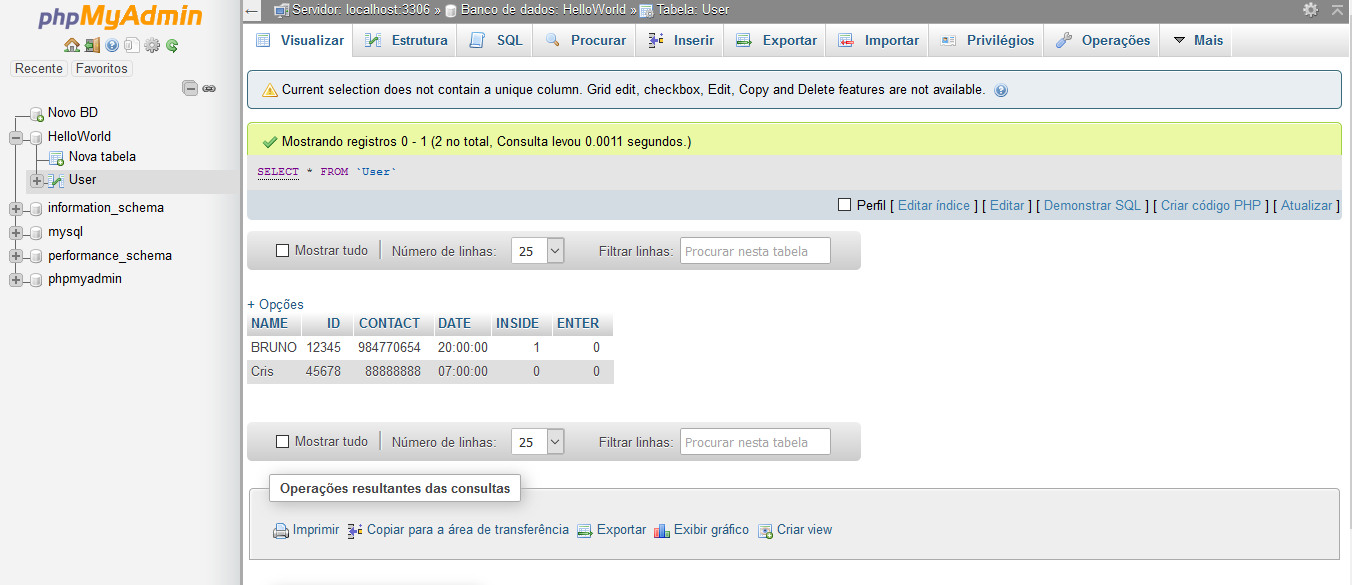 phpMyAdmin
Recente Favoritos
Novo BD
HelloWorld
Nova tabela
User
information_schema
mysql
performance_schema
phpmyadmin
Servidor: localhost:3306 » Banco de dados: HelloWorld » Tabela: User
Visualizar Estrutura SQL Procurar Inserir Exportar Importar Privilégios Operações Mais
Current selection does not contain a unique column. Grid edit, checkbox, Edit, Copy and Delete features are not available.
Mostrando registros 0 - 1 (2 no total, Consulta levou 0.0011 segundos.)
SELECT * FROM `User`
Perfil [ Editar índice ] [ Editar ] [ Demonstrar SQL ] [ Criar código PHP ] [ Atualizar ]
Mostrar tudo Número de linhas: 25 Filtrar linhas: Procurar nesta tabela
+ Opções
NAME ID CONTACT DATE INSIDE ENTER
BRUNO 12345 984770654 20:00:00 1 0
Cris 45678 88888888 07:00:00 0 0
Mostrar tudo Número de linhas: 25 Filtrar linhas: Procurar nesta tabela
Operações resultantes das consultas
Imprimir Copiar para a área de transferência Exportar Exibir gráfico Criar view